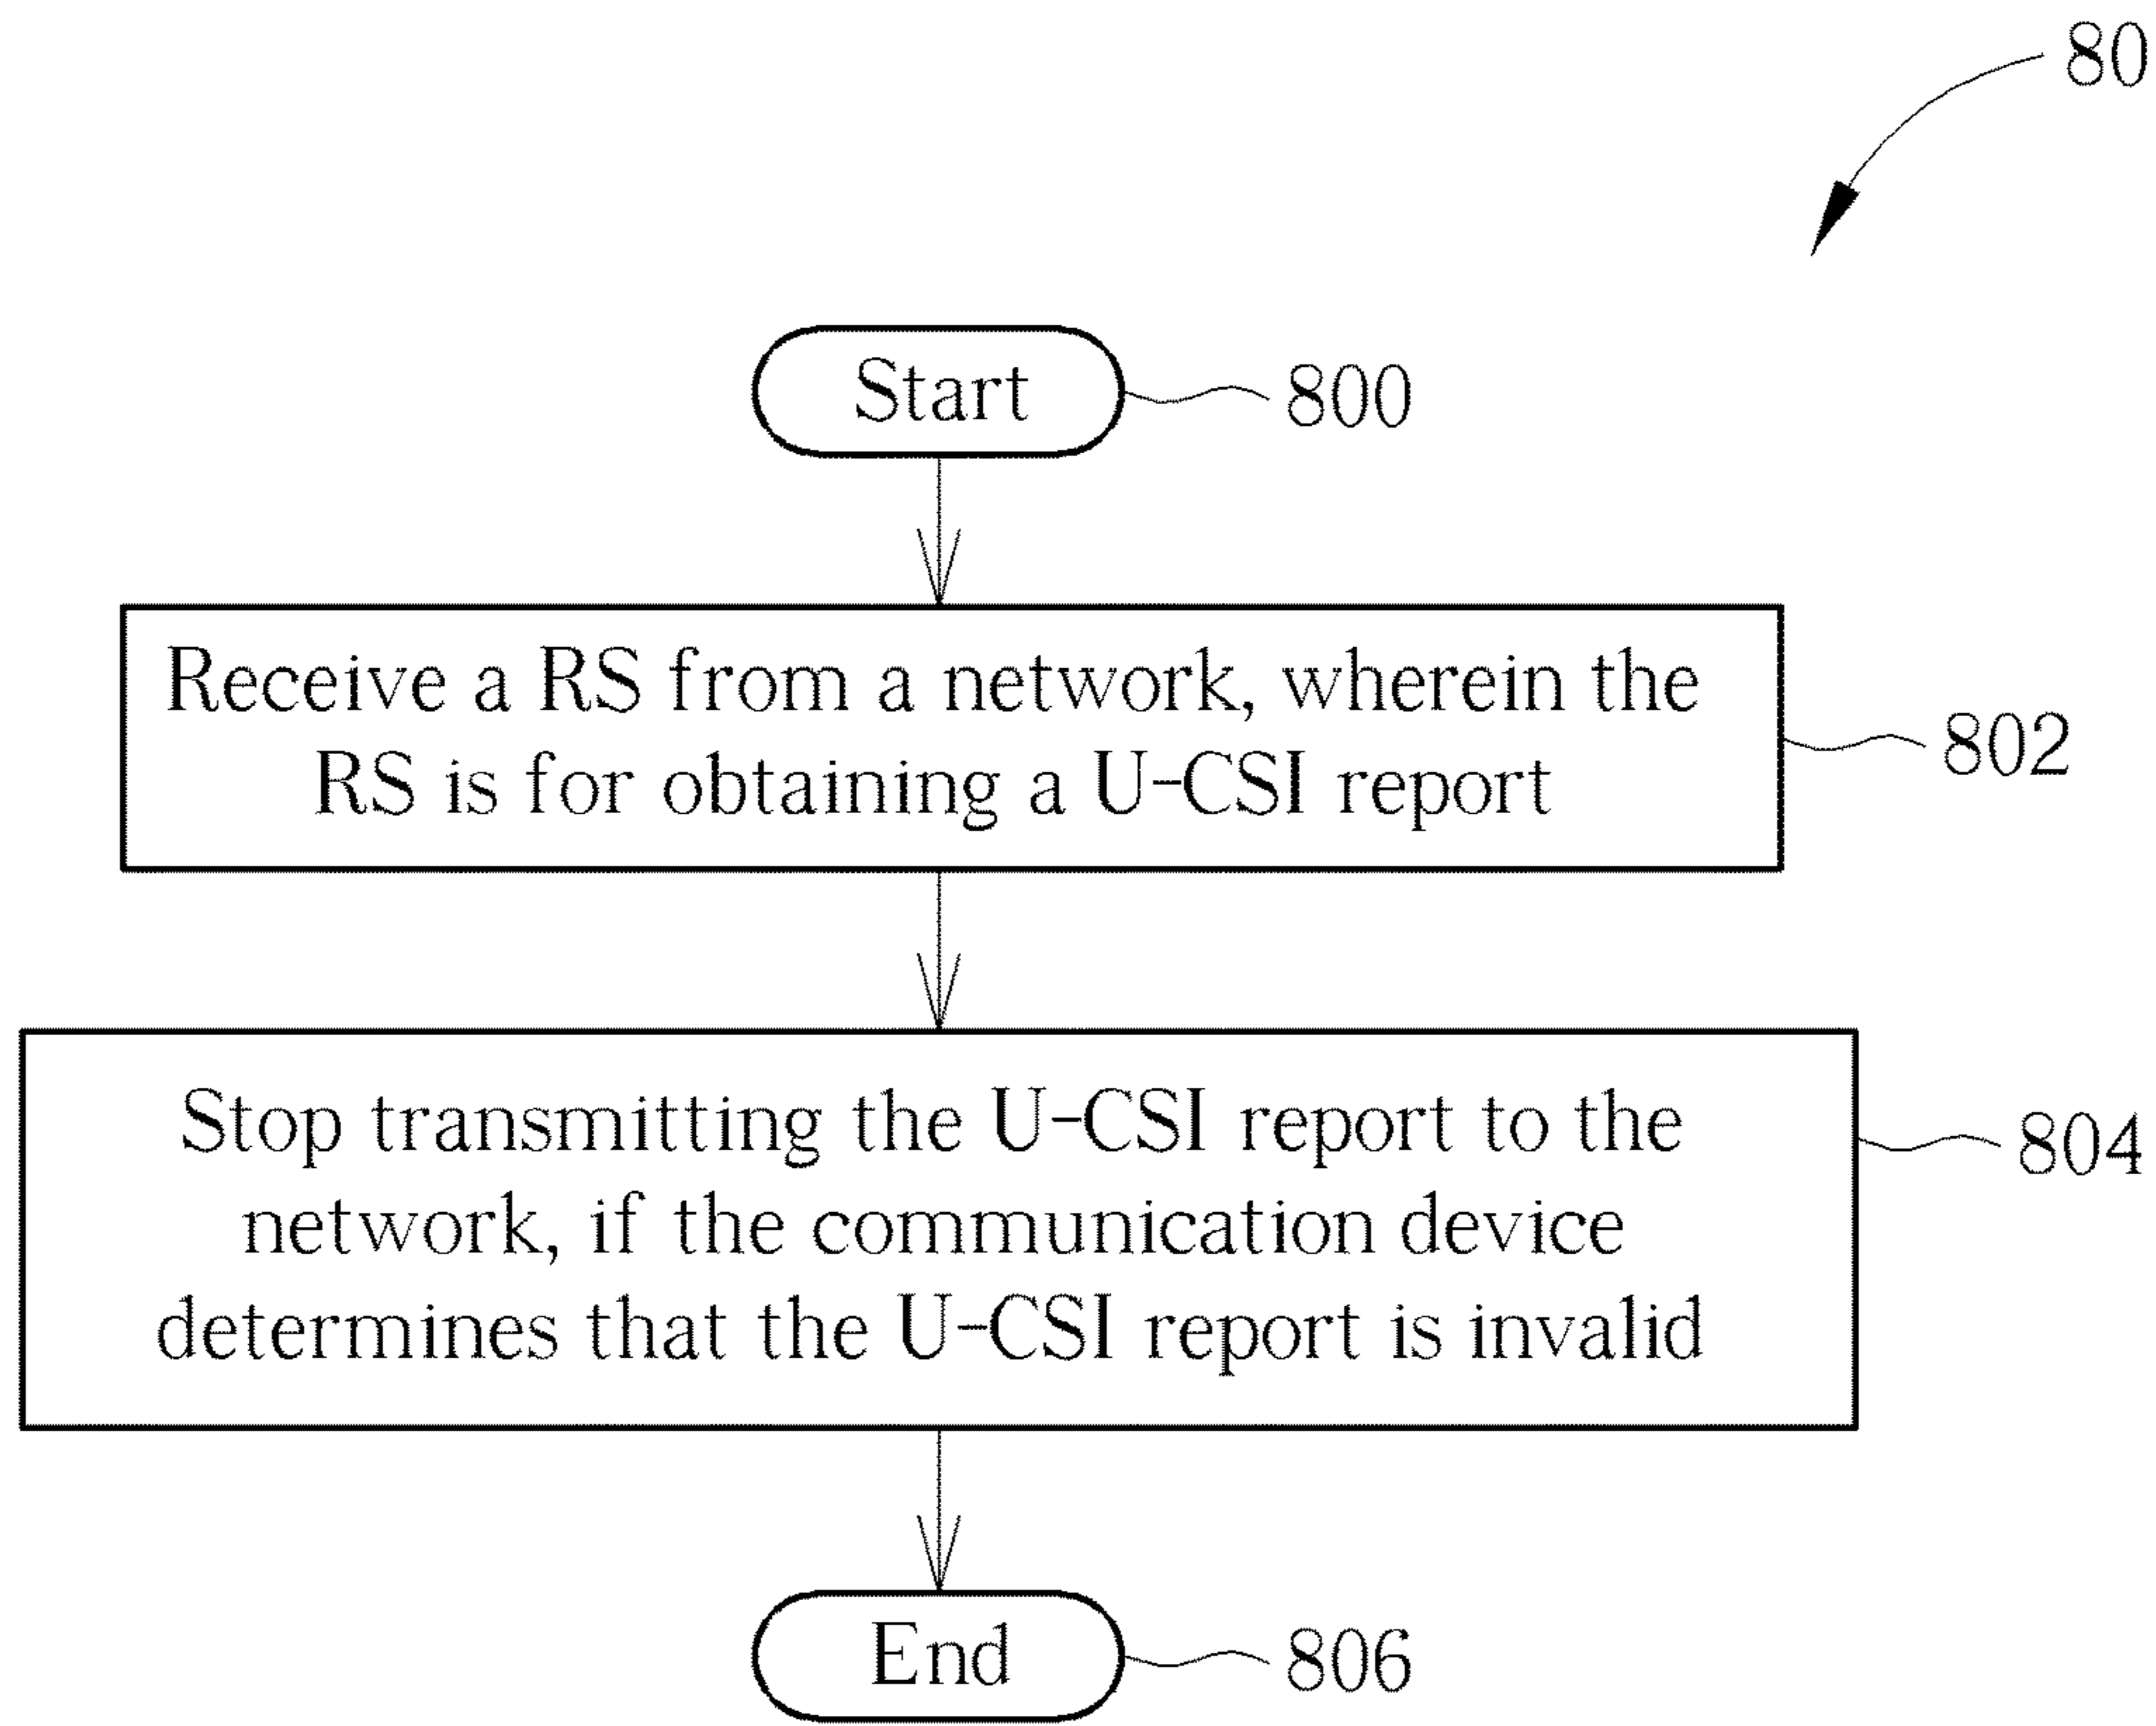 80
Start
800
Receive a RS from a network, wherein the
RS is for obtaining a U-CSI report
802
Stop transmitting the U-CSI report to the
network, if the communication device
determines that the U-CSI report is invalid
804
End
806